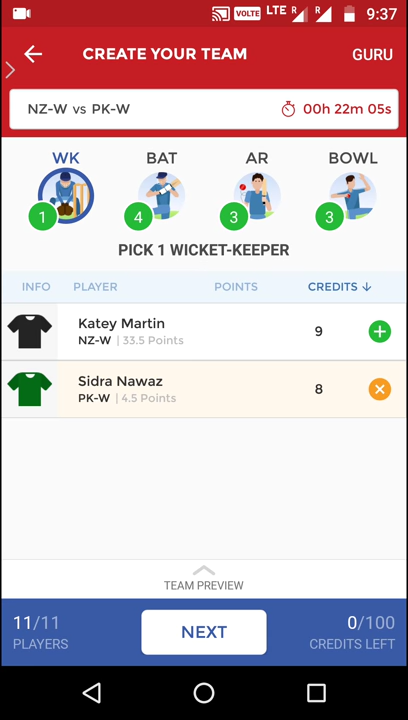 VOLTE LTE R R 9:37
CREATE YOUR TEAM GURU
NZ-W vs PK-W 00h 22m 05s
WK BAT AR BOWL
1 4 3 3
PICK 1 WICKET-KEEPER
INFO PLAYER POINTS CREDITS ↓
Katey Martin
NZ-W | 33.5 Points 9
Sidra Nawaz
PK-W | 4.5 Points 8
TEAM PREVIEW
11/11 NEXT 0/100
PLAYERS CREDITS LEFT